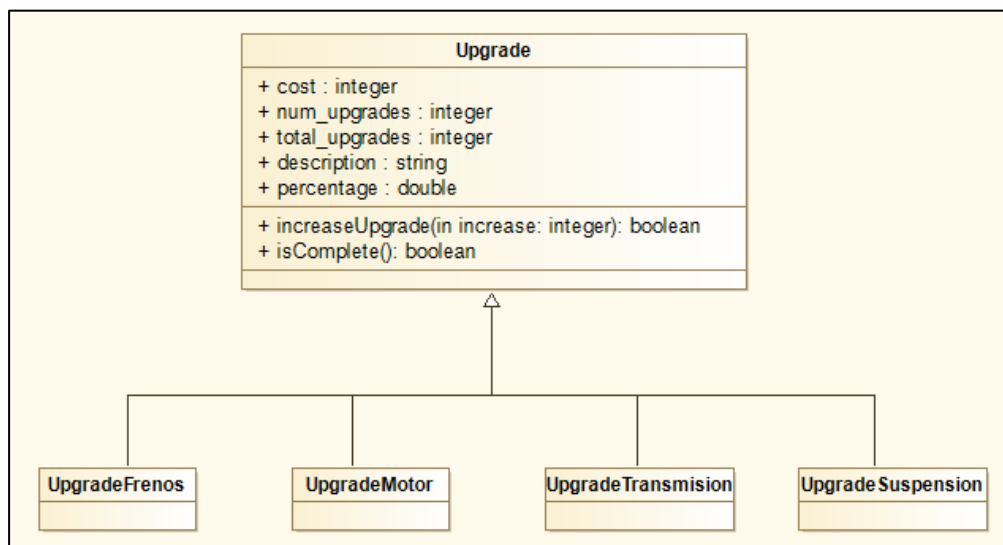 Upgrade
+ cost : integer
+ num_upgrades : integer
+ total_upgrades : integer
+ description : string
+ percentage : double
+ increaseUpgrade(in increase: integer): boolean
+ isComplete(): boolean
UpgradeFrenos
UpgradeMotor
UpgradeTransmision
UpgradeSuspension